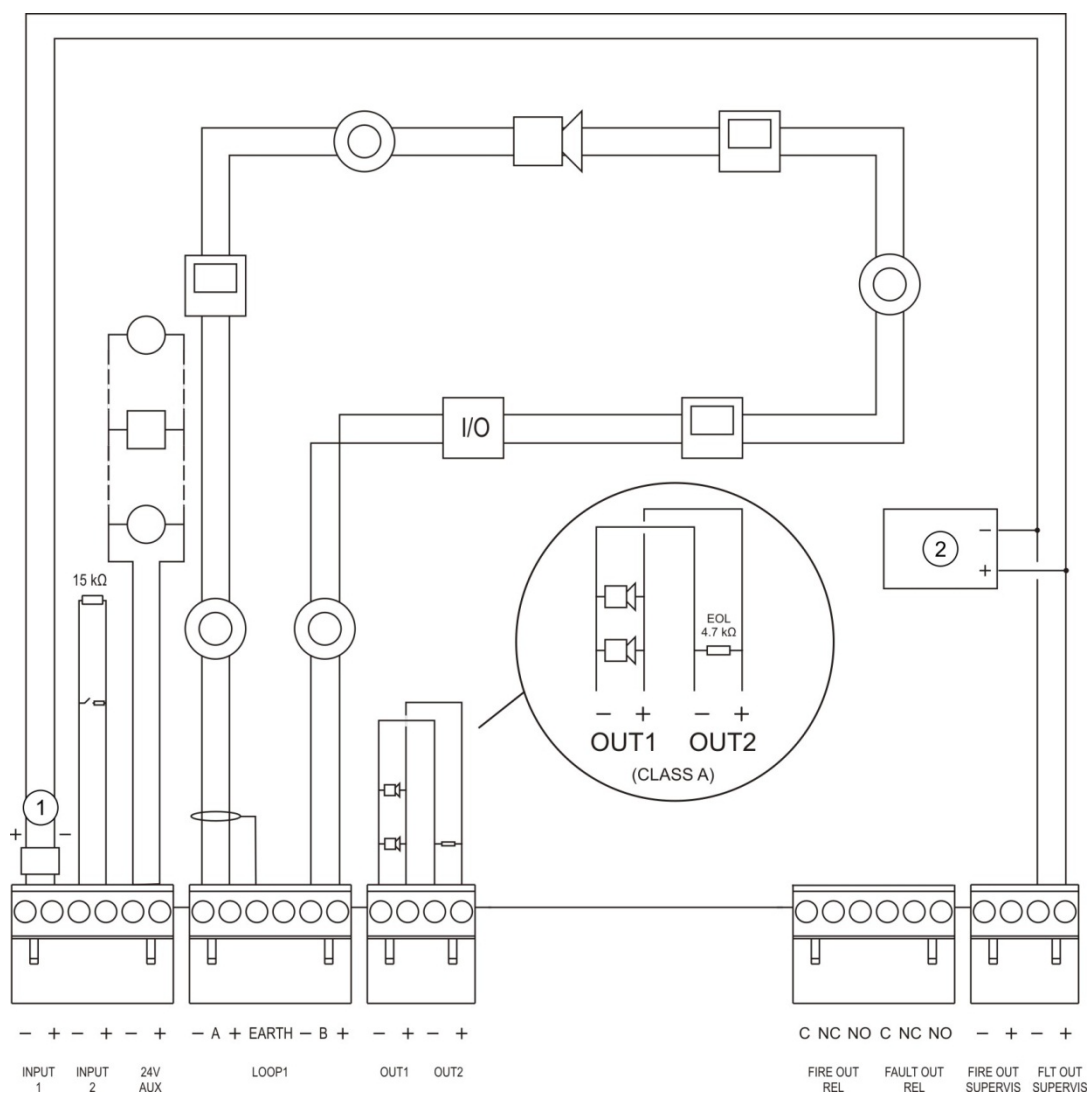 I/O
−
2
+
15 kΩ
EOL
4.7 kΩ
− + − +
OUT1 OUT2
(CLASS A)
1
+ −
− + − + − + − A + EARTH − B + − + − + C NC NO C NC NO − + − +
INPUT INPUT 24V LOOP1 OUT1 OUT2 FIRE OUT FAULT OUT FIRE OUT FLT OUT
1 2 AUX REL REL SUPERVIS SUPERVIS